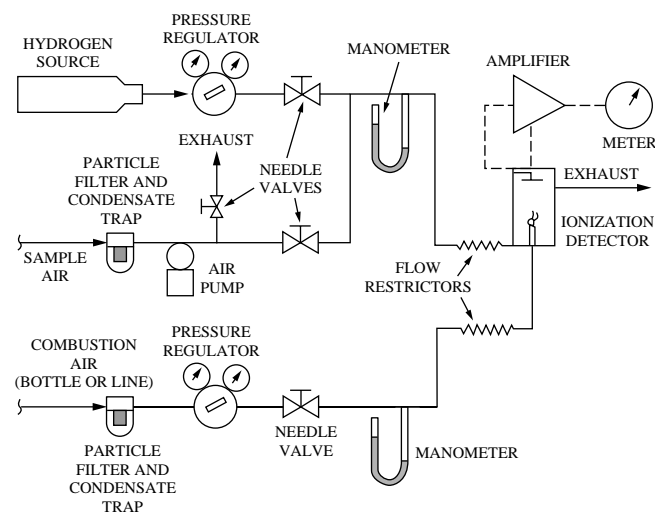 PRESSURE
REGULATOR
HYDROGEN
SOURCE
MANOMETER
AMPLIFIER
METER
EXHAUST
PARTICLE
FILTER AND
CONDENSATE
TRAP
NEEDLE
VALVES
EXHAUST
IONIZATION
DETECTOR
SAMPLE
AIR
AIR
PUMP
FLOW
RESTRICTORS
COMBUSTION
AIR
(BOTTLE OR LINE)
PRESSURE
REGULATOR
PARTICLE
FILTER AND
CONDENSATE
TRAP
NEEDLE
VALVE
MANOMETER